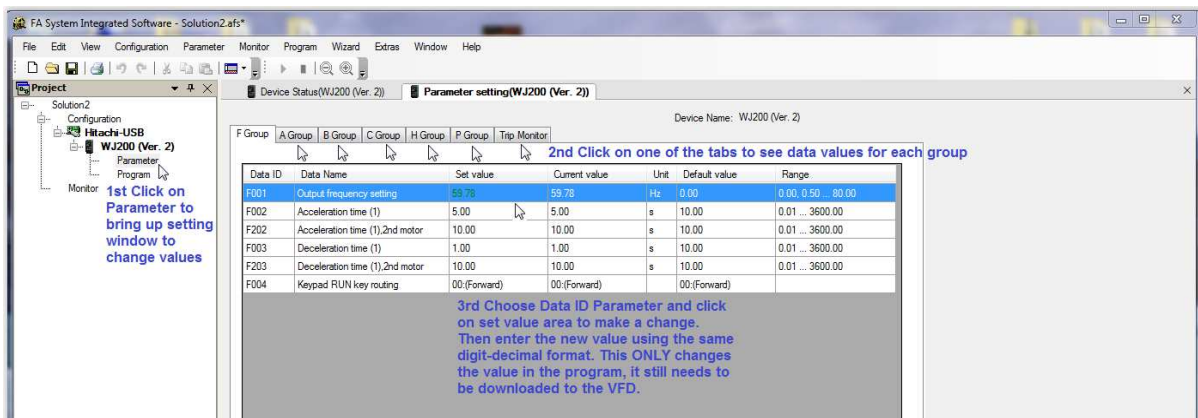 FA System Integrated Software - Solution2.afs*
File Edit View Configuration Parameter Monitor Program Wizard Extras Window Help
Project
Device Status(WJ200 (Ver. 2))
Parameter setting(WJ200 (Ver. 2))
Solution2
Configuration
Hitachi-USB
WJ200 (Ver. 2)
Parameter
Program
Monitor
1st Click on
Parameter to
bring up setting
window to
change values
Device Name: WJ200 (Ver. 2)
F Group A Group B Group C Group H Group P Group Trip Monitor
2nd Click on one of the tabs to see data values for each group
Data ID Data Name Set value Current value Unit Default value Range
F001 Output frequency setting 59.78 59.78 Hz 0.00 0.00, 0.50 ... 80.00
F002 Acceleration time (1) 5.00 5.00 s 10.00 0.01 ... 3600.00
F202 Acceleration time (1),2nd motor 10.00 10.00 s 10.00 0.01 ... 3600.00
F003 Deceleration time (1) 1.00 1.00 s 10.00 0.01 ... 3600.00
F203 Deceleration time (1),2nd motor 10.00 10.00 s 10.00 0.01 ... 3600.00
F004 Keypad RUN key routing 00:(Forward) 00:(Forward) 00:(Forward)
3rd Choose Data ID Parameter and click
on set value area to make a change.
Then enter the new value using the same
digit-decimal format. This ONLY changes
the value in the program, it still needs to
be downloaded to the VFD.